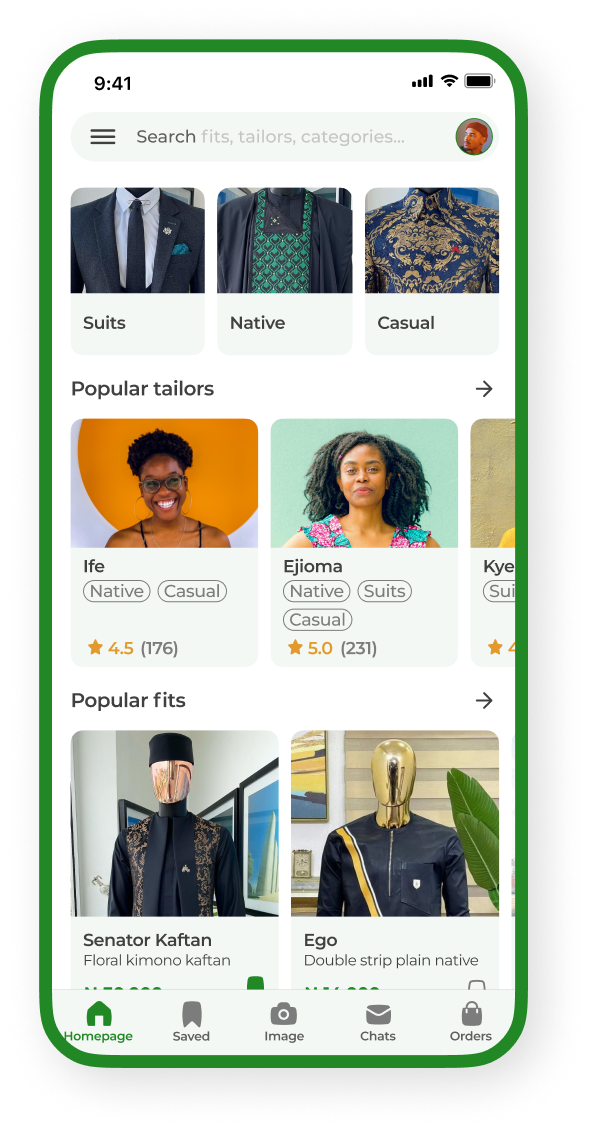 9:41
Search fits, tailors, categories...
Suits
Native
Casual
Popular tailors
Ife
Native Casual
4.5 (176)
Ejioma
Native Suits
Casual
5.0 (231)
Kye
Sui
4
Popular fits
Senator Kaftan
Floral kimono kaftan
Ego
Double strip plain native
Homepage
Saved
Image
Chats
Orders